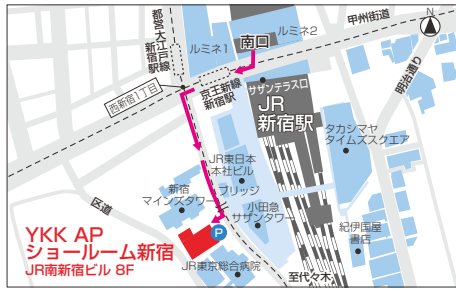 都営大江戸線
新宿駅
ルミネ1
ルミネ2
甲州街道
N
南口
サザンテラス口
京王新線
新宿駅
西新宿1丁目
JR
新宿駅
明治通り
タカシマヤ
タイムズスクエア
JR東日本
本社ビル
新宿
マインズタワー
ブリッジ
小田急
サザンタワー
区道
紀伊国屋
書店
P
YKK AP
ショールーム新宿
JR南新宿ビル 8F
JR東京総合病院
至代々木